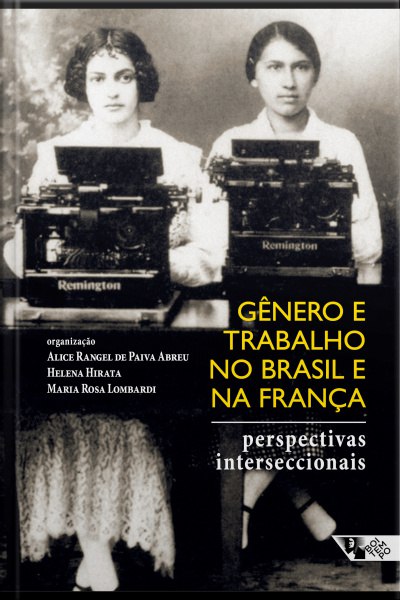 Remington
Remington
organização
Alice Rangel de Paiva Abreu
Helena Hirata
Maria Rosa Lombardi
GÊNERO E
TRABALHO
NO BRASIL E
NA FRANÇA
perspectivas
interseccionais
BOITEMPO